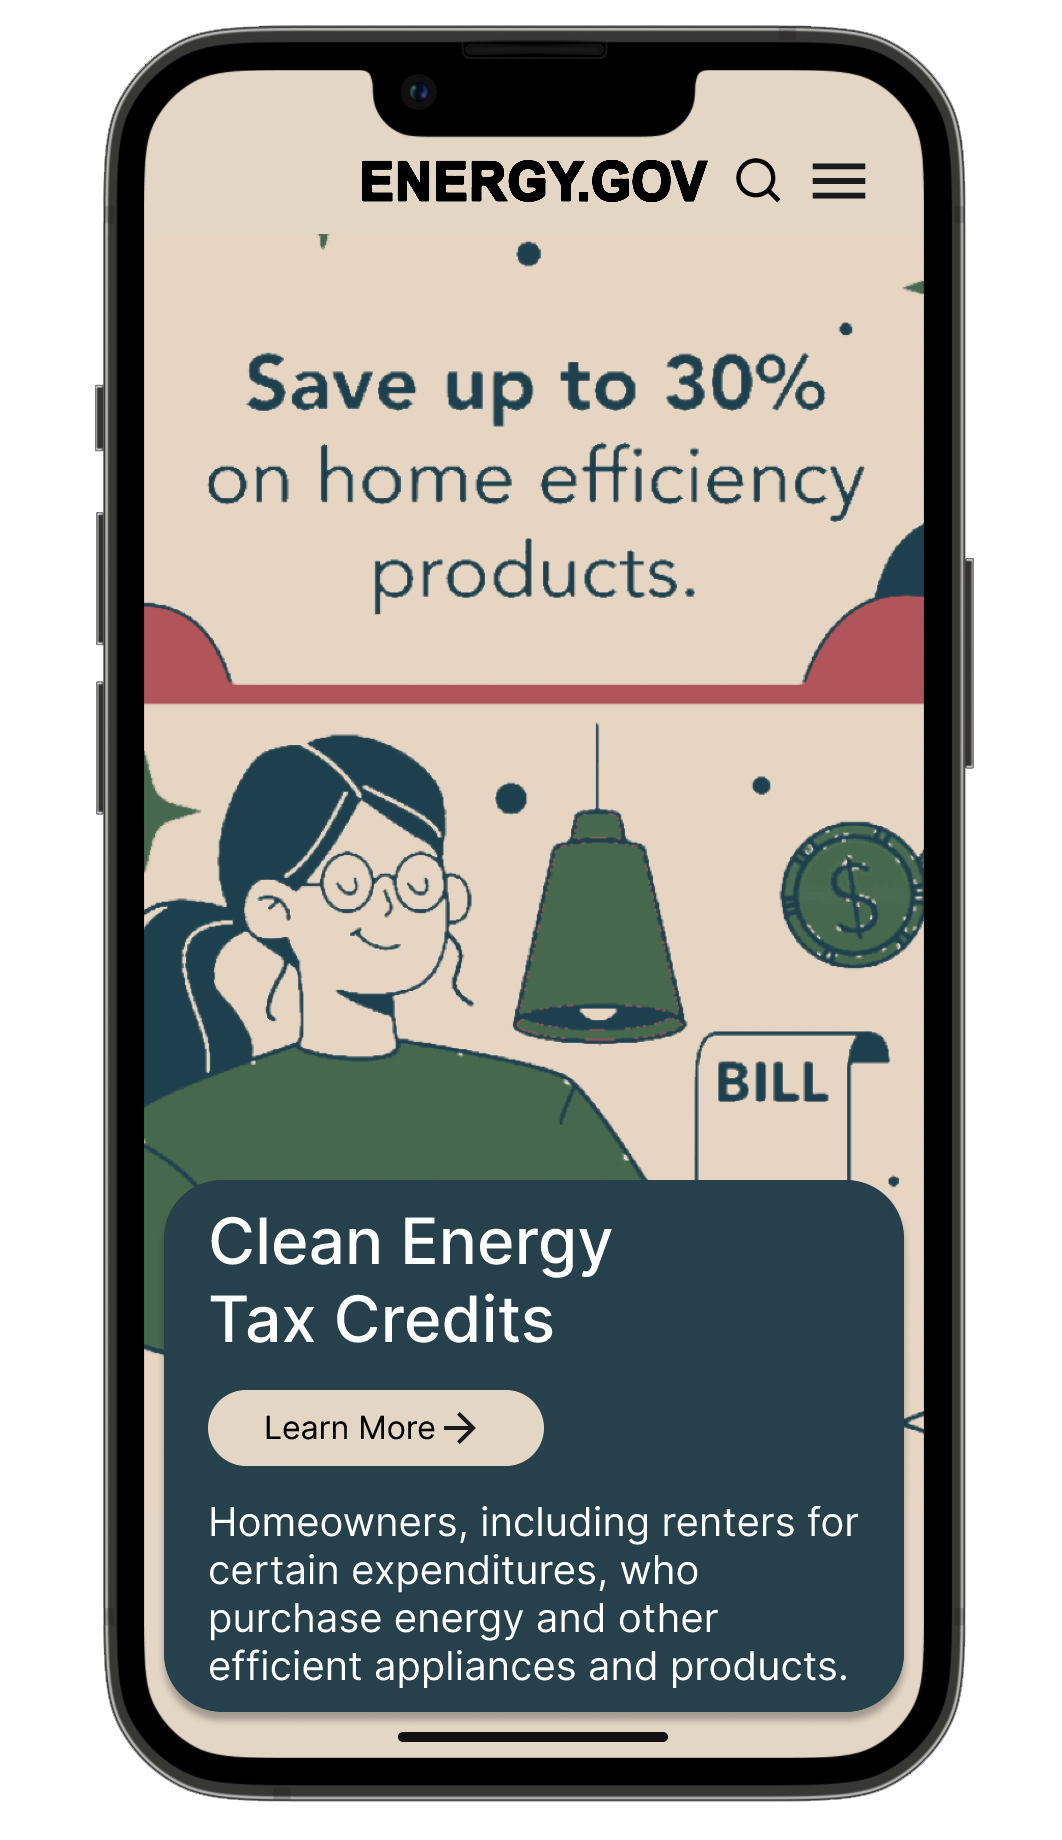 ENERGY.GOV
Save up to 30%
on home efficiency
products.
$
BILL
Clean Energy
Tax Credits
Learn More →
Homeowners, including renters for
certain expenditures, who
purchase energy and other
efficient appliances and products.